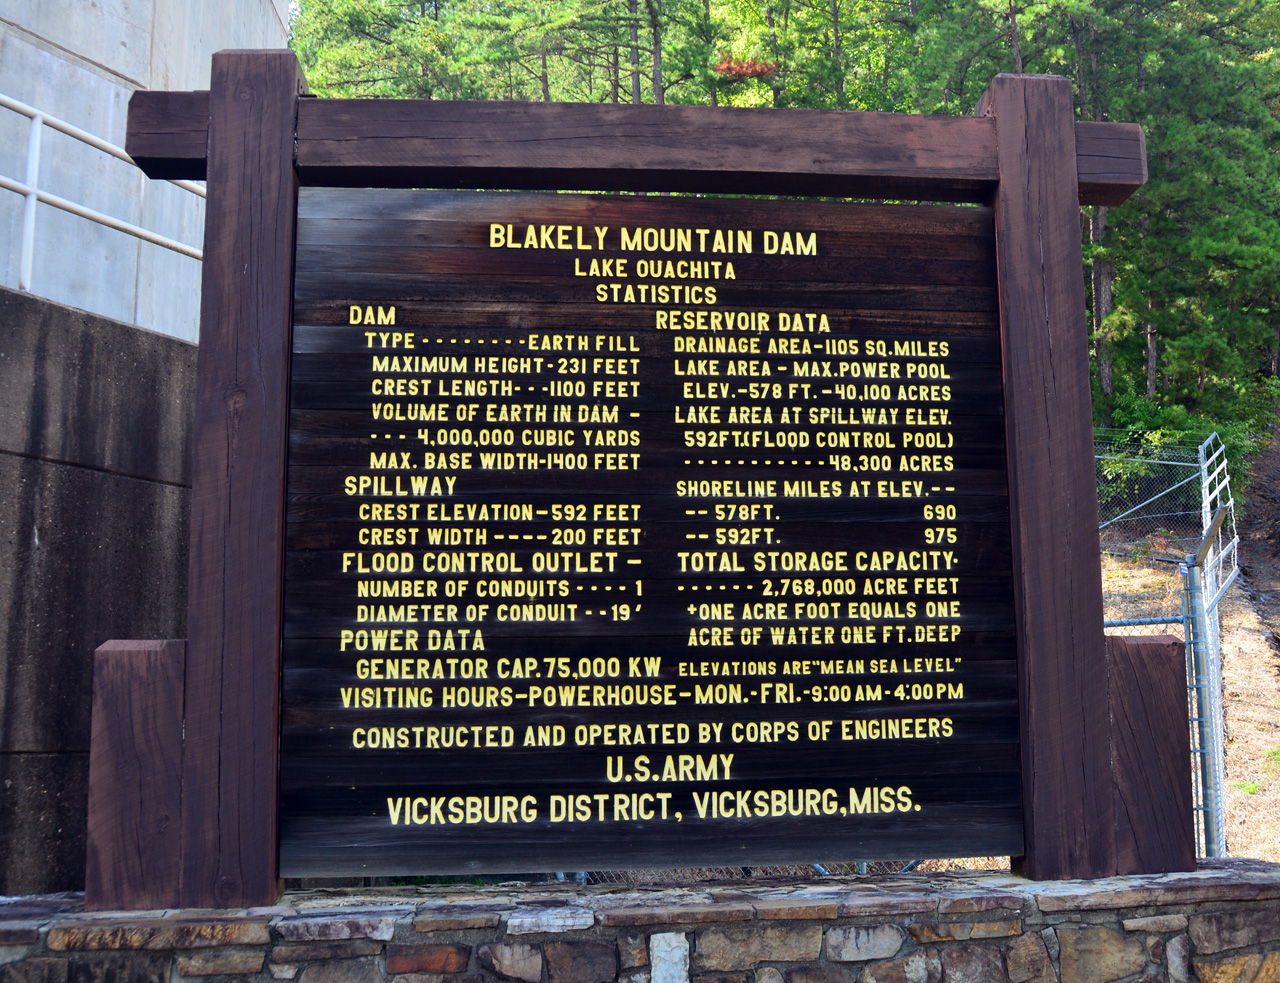 BLAKELY MOUNTAIN DAM
LAKE OUACHITA
STATISTICS
DAM
TYPE--------EARTH FILL
MAXIMUM HEIGHT-231 FEET
CREST LENGTH---1100 FEET
VOLUME OF EARTH IN DAM -
--- 4,000,000 CUBIC YARDS
MAX. BASE WIDTH-1400 FEET
SPILLWAY
CREST ELEVATION-592 FEET
CREST WIDTH ---- 200 FEET
FLOOD CONTROL OUTLET -
NUMBER OF CONDUITS ----- 1
DIAMETER OF CONDUIT ---19'
POWER DATA
GENERATOR CAP.75,000 KW
RESERVOIR DATA
DRAINAGE AREA-1105 SQ.MILES
LAKE AREA - MAX.POWER POOL
ELEV.-578 FT.-40,100 ACRES
LAKE AREA AT SPILLWAY ELEV.
592FT.(FLOOD CONTROL POOL)
------------48,300 ACRES
SHORELINE MILES AT ELEV.--
-- 578FT. 690
-- 592FT. 975
TOTAL STORAGE CAPACITY-
------ 2,768,000 ACRE FEET
+ONE ACRE FOOT EQUALS ONE
ACRE OF WATER ONE FT.DEEP
ELEVATIONS ARE "MEAN SEA LEVEL"
VISITING HOURS-POWERHOUSE-MON.-FRI.-9:00 AM-4:00 PM
CONSTRUCTED AND OPERATED BY CORPS OF ENGINEERS
U.S.ARMY
VICKSBURG DISTRICT, VICKSBURG,MISS.